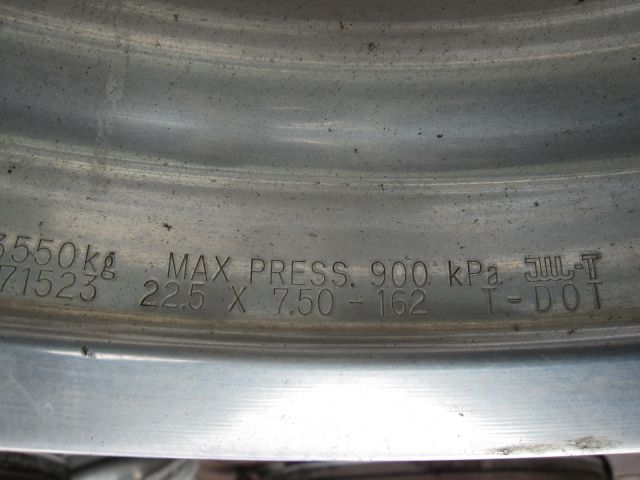 3550kg MAX PRESS. 900 kPa JWL-T
71523 22.5 X 7.50-162 T-DOT